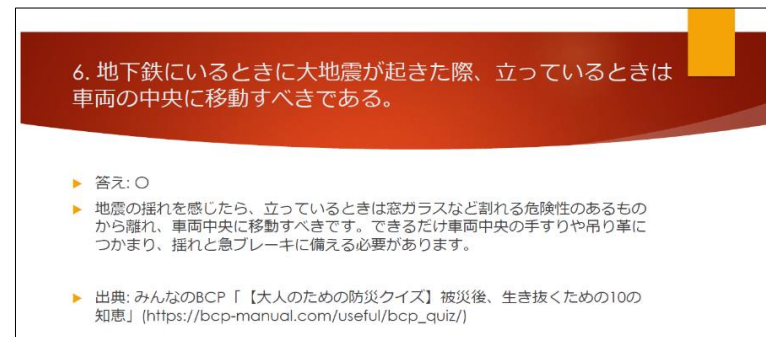 6. 地下鉄にいるときに大地震が起きた際、立っているときは
車両の中央に移動すべきである。
答え: ○
地震の揺れを感じたら、立っているときは窓ガラスなど割れる危険性のあるもの
から離れ、車両中央に移動すべきです。できるだけ車両中央の手すりや吊り革に
つかまり、揺れと急ブレーキに備える必要があります。
出典: みんなのBCP「【大人のための防災クイズ】被災後、生き抜くための10の
知恵」(https://bcp-manual.com/useful/bcp_quiz/)